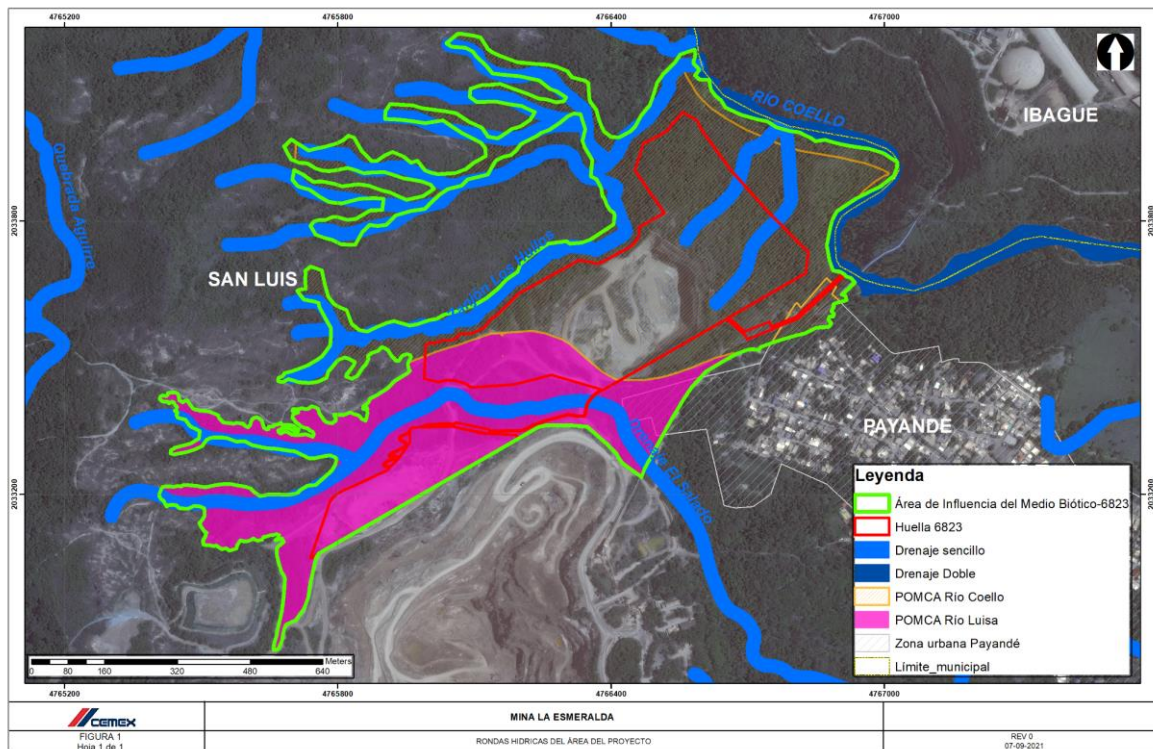 4765200 4765800 4766400 4767000
RÍO COELLO
IBAGUE
Quebrada Aguirre
2033800
2033800
SAN LUIS
PAYANDÉ
2033200
2033200
Leyenda
Área de Influencia del Medio Biótico-6823
Huella 6823
Drenaje sencillo
Drenaje Doble
POMCA Río Coello
POMCA Río Luisa
Zona urbana Payandé
Límite_municipal
Meters
0 80 160 320 480 640
4765200 4765800 4766400 4767000
CEMEX
FIGURA 1
Hoja 1 de 1
MINA LA ESMERALDA
RONDAS HIDRICAS DEL ÁREA DEL PROYECTO
REV 0
07-09-2021